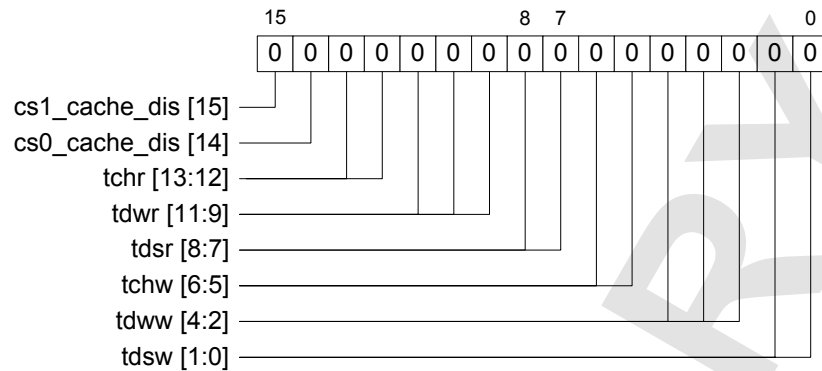 15 8 7 0
0 0 0 0 0 0 0 0 0 0 0 0 0 0 0 0
cs1_cache_dis [15]
cs0_cache_dis [14]
tchr [13:12]
tdwr [11:9]
tdsr [8:7]
tchw [6:5]
tdww [4:2]
tdsw [1:0]
RY